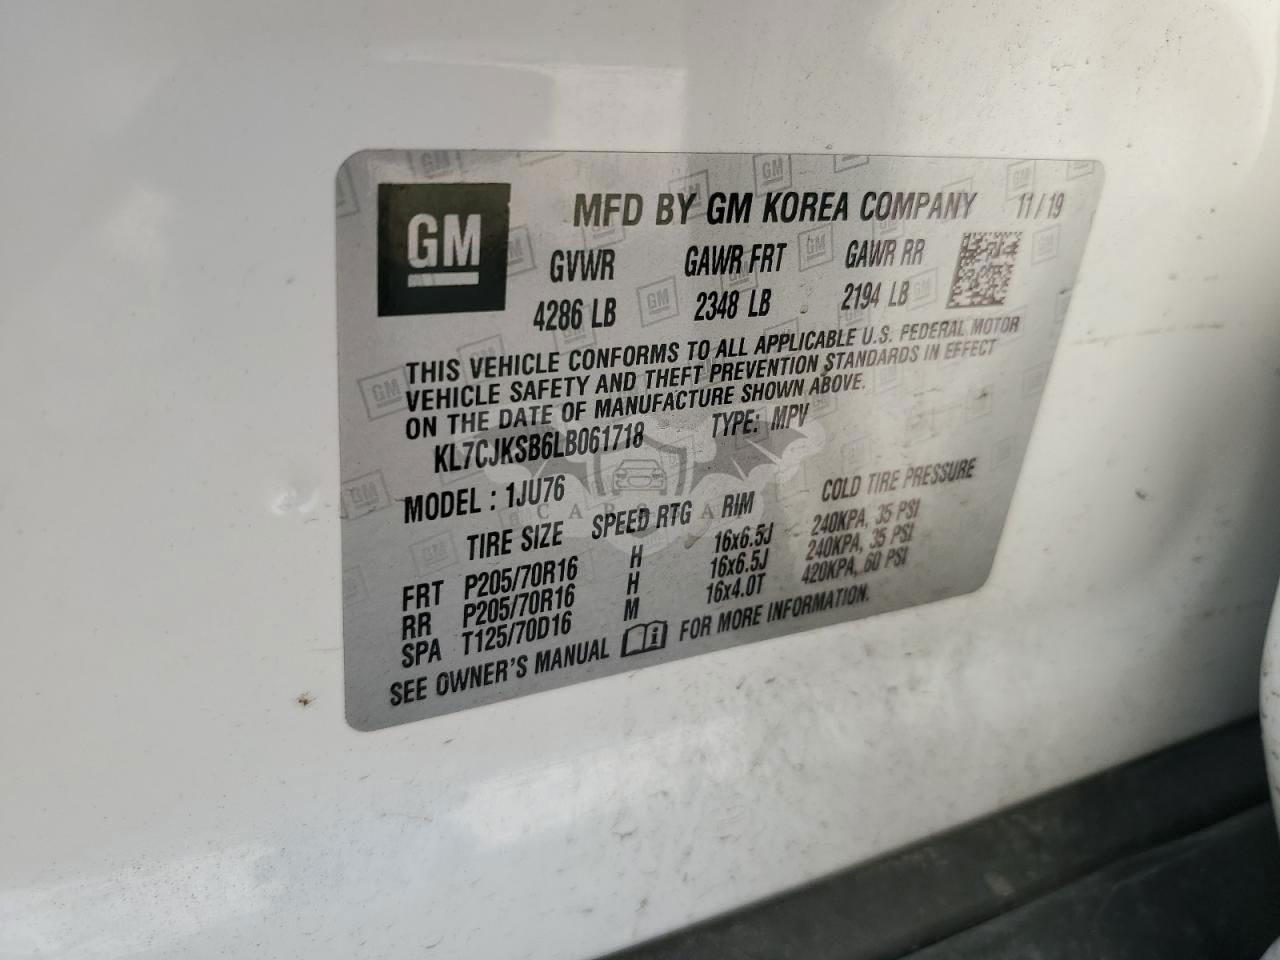 GM
MFD BY GM KOREA COMPANY 11/19
GVWR GAWR FRT GAWR RR
4286 LB 2348 LB 2194 LB
THIS VEHICLE CONFORMS TO ALL APPLICABLE U.S. FEDERAL MOTOR
VEHICLE SAFETY AND THEFT PREVENTION STANDARDS IN EFFECT
ON THE DATE OF MANUFACTURE SHOWN ABOVE.
KL7CJKSB6LB061718 TYPE: MPV
MODEL : 1JU76
TIRE SIZE SPEED RTG RIM COLD TIRE PRESSURE
FRT P205/70R16 H 16x6.5J 240KPA, 35 PSI
RR P205/70R16 H 16x6.5J 240KPA, 35 PSI
SPA T125/70D16 M 16x4.0T 420KPA, 60 PSI
SEE OWNER'S MANUAL FOR MORE INFORMATION.